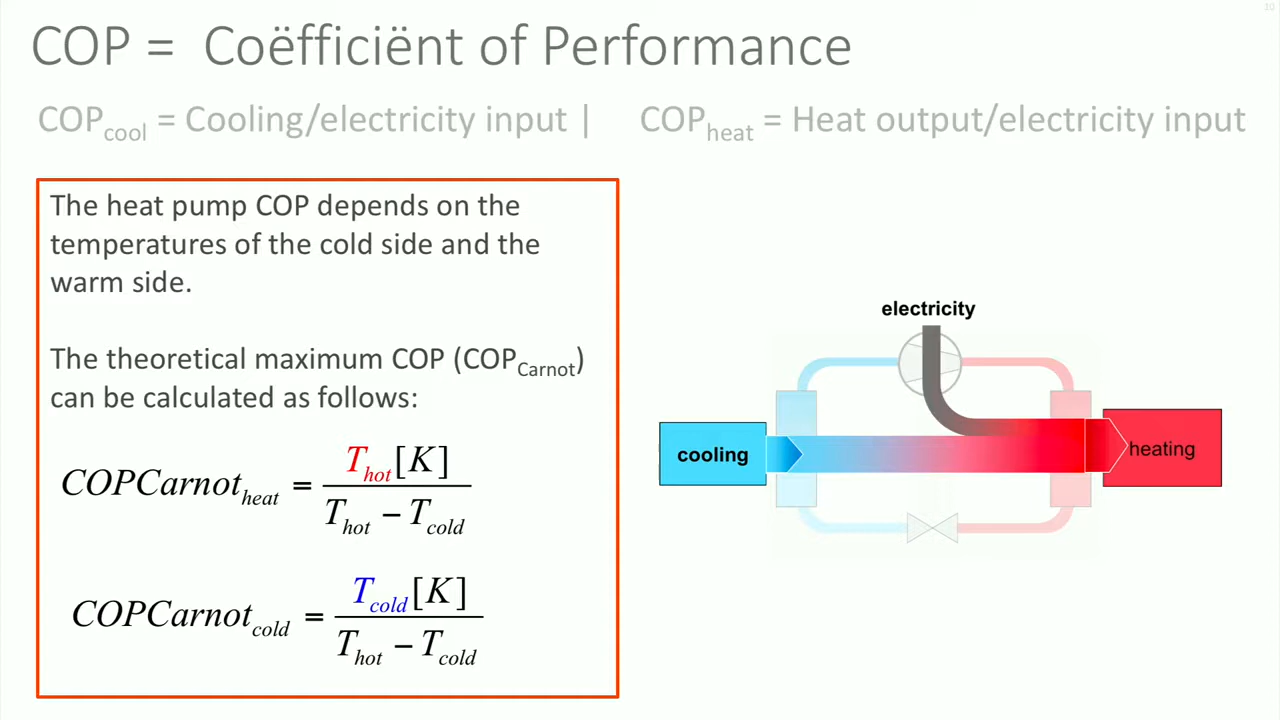 10
COP = Coëfficiënt of Performance
COPcool = Cooling/electricity input | COPheat = Heat output/electricity input
The heat pump COP depends on the
temperatures of the cold side and the
warm side.
The theoretical maximum COP (COPCarnot)
can be calculated as follows:
COPCarnotheat = Thot[K] / Thot − Tcold
COPCarnotcold = Tcold[K] / Thot − Tcold
electricity
cooling
heating